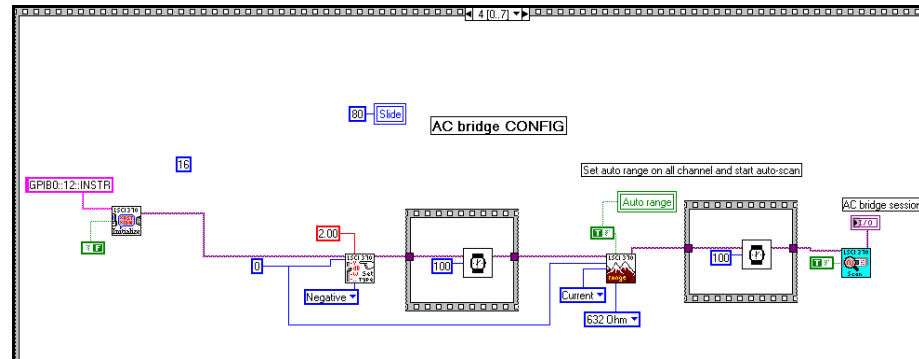 4 [0..7]
80
Slide
AC bridge CONFIG
16
Set auto range on all channel and start auto-scan
GPIB0::12::INSTR
LSCI 370
Initialize
F
Auto range
AC bridge session
I/O
2.00
T F
0
LSCI 370
Set
TYPE
100
LSCI 370
range
100
LSCI 370
Scan
T F
Negative
Current
632 Ohm